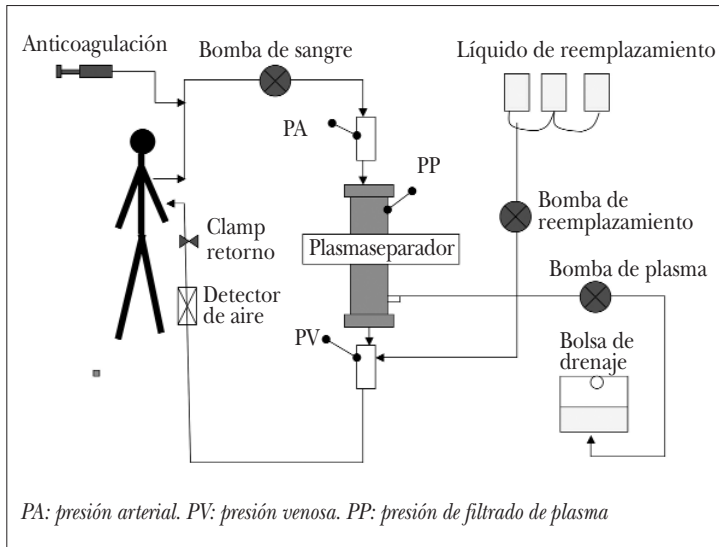 Anticoagulación
Bomba de sangre
Líquido de reemplazamiento
PA
PP
Bomba de
reemplazamiento
Clamp
retorno
Plasmaseparador
Bomba de plasma
Detector
de aire
PV
Bolsa de
drenaje
PA: presión arterial. PV: presión venosa. PP: presión de filtrado de plasma